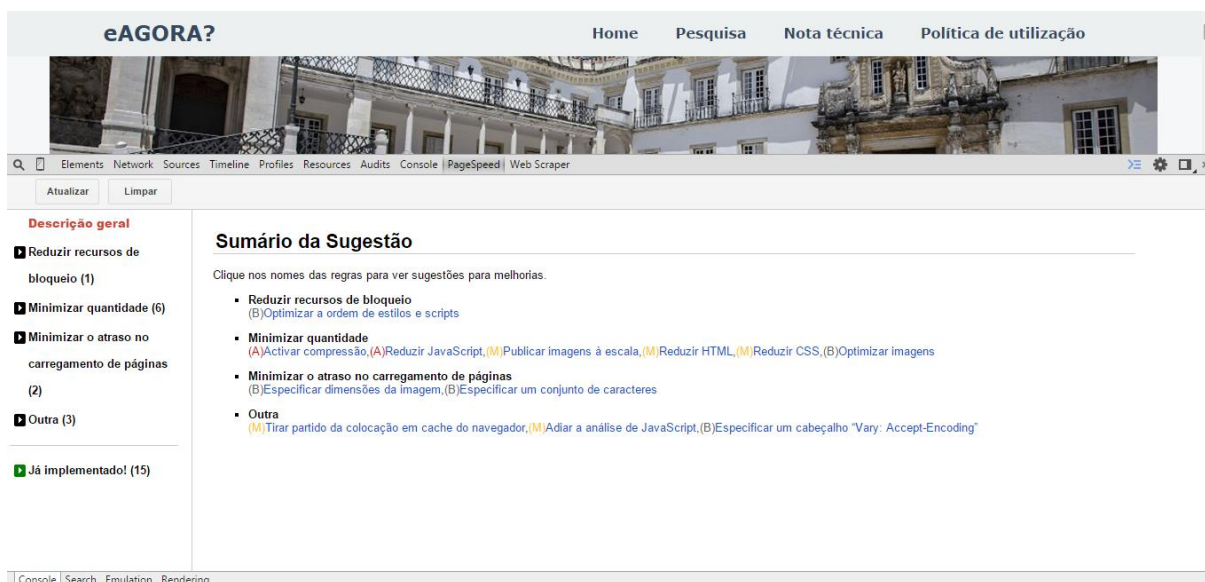 eAGORA? Home Pesquisa Nota técnica Política de utilização
Elements Network Sources Timeline Profiles Resources Audits Console PageSpeed Web Scraper
Atualizar Limpar
Descrição geral
Reduzir recursos de
bloqueio (1)
Minimizar quantidade (6)
Minimizar o atraso no
carregamento de páginas
(2)
Outra (3)
Já implementado! (15)
Sumário da Sugestão
Clique nos nomes das regras para ver sugestões para melhorias.
Reduzir recursos de bloqueio
(B)Optimizar a ordem de estilos e scripts
Minimizar quantidade
(A)Activar compressão,(A)Reduzir JavaScript,(M)Publicar imagens à escala,(M)Reduzir HTML,(M)Reduzir CSS,(B)Optimizar imagens
Minimizar o atraso no carregamento de páginas
(B)Especificar dimensões da imagem,(B)Especificar um conjunto de caracteres
Outra
(M)Tirar partido da colocação em cache do navegador,(M)Adiar a análise de JavaScript,(B)Especificar um cabeçalho “Vary: Accept-Encoding”
Console Search Emulation Rendering